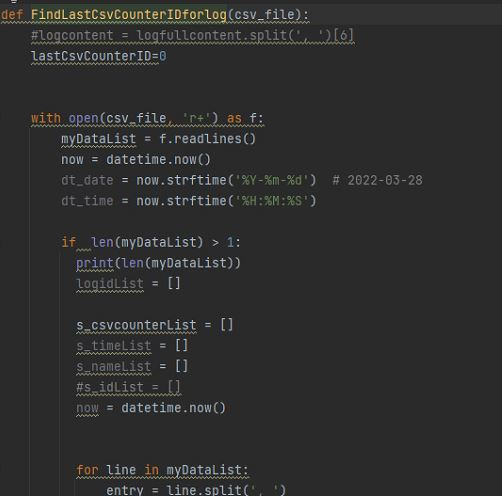 def FindLastCsvCounterIDforlog(csv_file):
    #logcontent = logfullcontent.split(', ')[6]
    lastCsvCounterID=0
    with open(csv_file, 'r+') as f:
        myDataList = f.readlines()
        now = datetime.now()
        dt_date = now.strftime('%Y-%m-%d')  # 2022-03-28
        dt_time = now.strftime('%H:%M:%S')
        if  len(myDataList) > 1:
          print(len(myDataList))
          logidList = []
          s_csvcounterList = []
          s_timeList = []
          s_nameList = []
          #s_idList = []
          now = datetime.now()
          for line in myDataList:
              entry = line.split(', ')